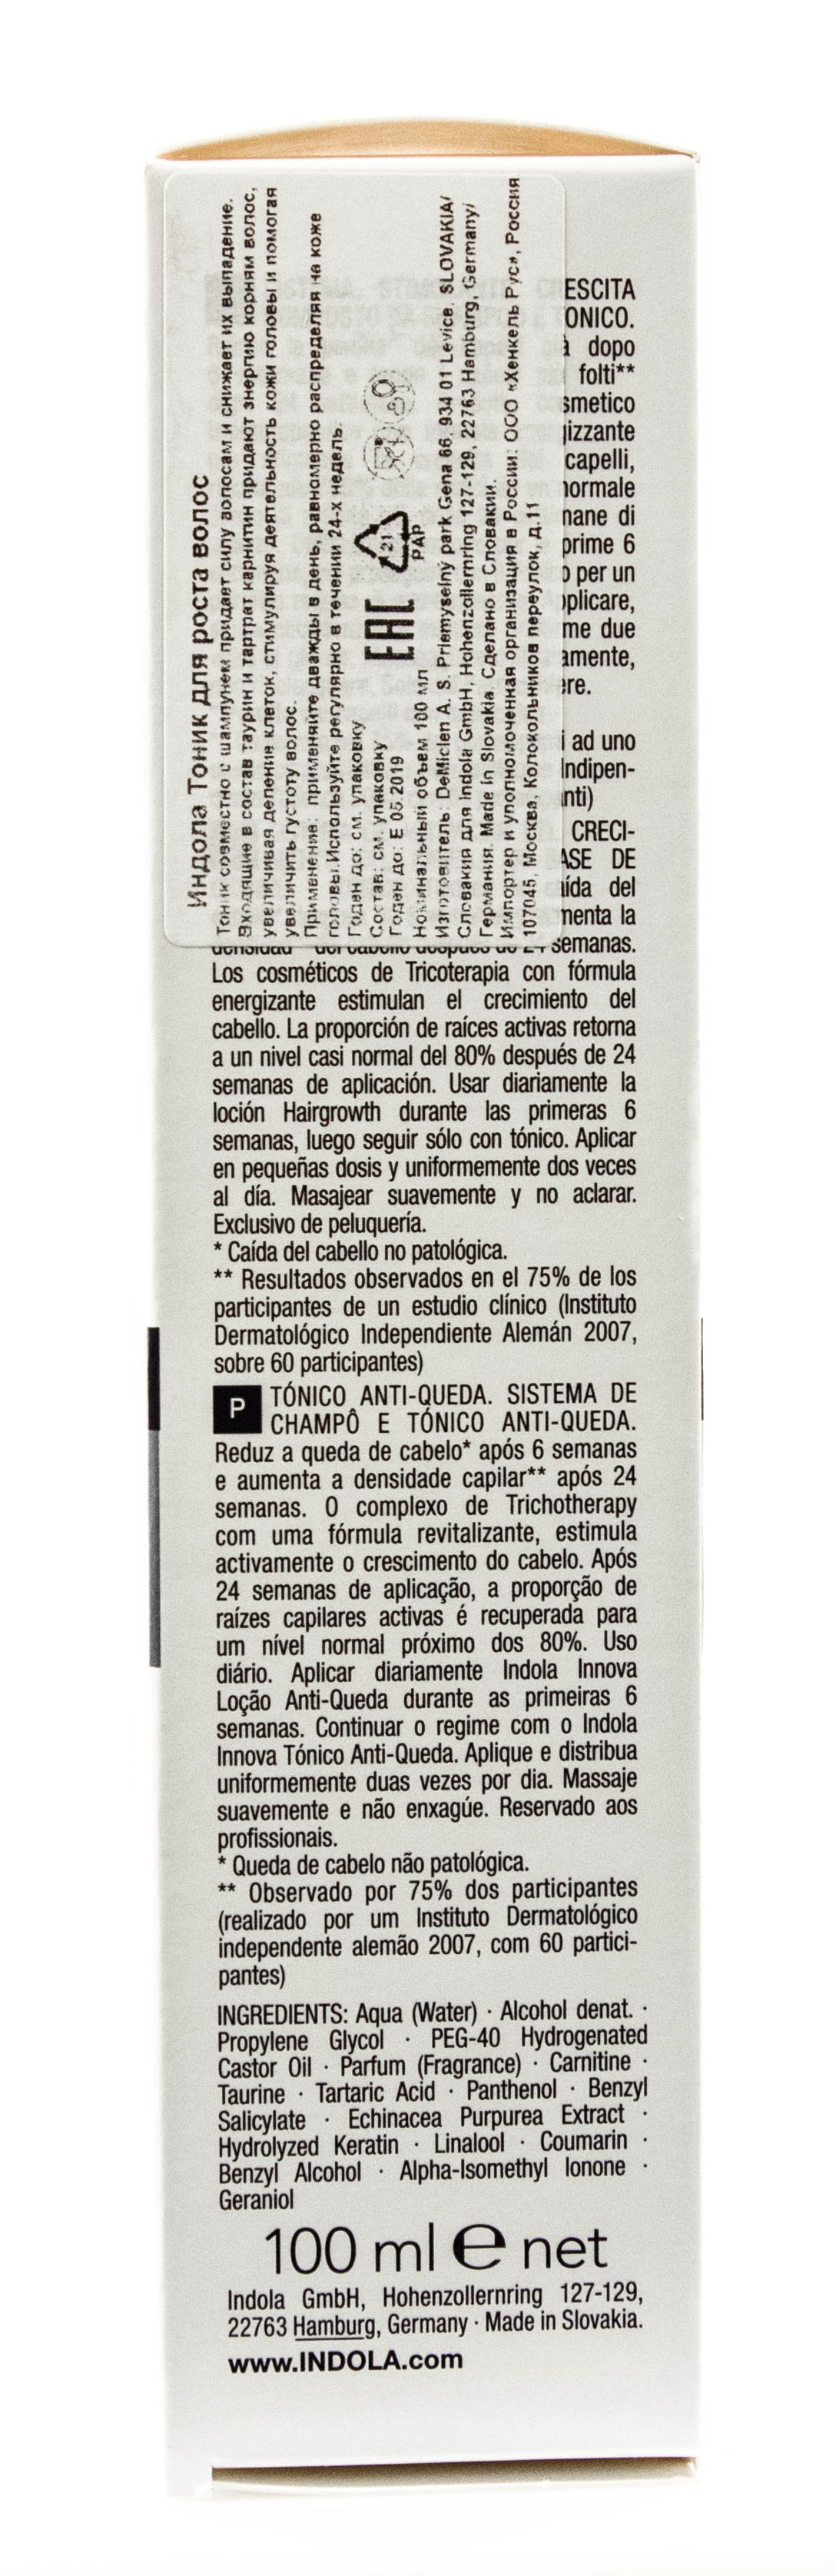 Индола Тоник для роста волос
Тоник совместно с шампунем придает силу волосам и снижает их выпадение.
Входящие в состав таурин и тартрат карнитин придают энергию корням волос,
увеличивая деление клеток, стимулируя деятельность кожи головы и помогая
увеличить густоту волос.
Применение: применяйте дважды в день, равномерно распределяя на коже
головы.Используйте регулярно в течении 24-х недель.
Годен до: см. упаковку
Состав: см. упаковку
Годен до: E 05.2019
Номинальный объем 100 мл
EAC
21
PAP
Изготовитель: DeMiclen A. S. Priemyselný park Gena 66, 934 01 Levice, SLOVAKIA/
Словакия для Indola GmbH, Hohenzollernring 127-129, 22763 Hamburg, Germany/
Германия. Made in Slovakia. Сделано в Словакии.
Импортер и уполномоченная организация в России: ООО «Хенкель Рус», Россия
107045, Москва, Колокольников переулок, д.11
ESCITA
ONICO.
à dopo
folti**
smetico
gizzante
capelli,
normale
mane di
prime 6
o per un
pplicare,
me due
amente,
ere.
i ad uno
Indipen-
anti)
CRECI-
ASE DE
aída del
menta la
densidad del cabello después de 24 semanas.
Los cosméticos de Tricoterapia con fórmula
energizante estimulan el crecimiento del
cabello. La proporción de raíces activas retorna
a un nivel casi normal del 80% después de 24
semanas de aplicación. Usar diariamente la
loción Hairgrowth durante las primeras 6
semanas, luego seguir sólo con tónico. Aplicar
en pequeñas dosis y uniformemente dos veces
al día. Masajear suavemente y no aclarar.
Exclusivo de peluquería.
* Caída del cabello no patológica.
** Resultados observados en el 75% de los
participantes de un estudio clínico (Instituto
Dermatológico Independiente Alemán 2007,
sobre 60 participantes)
P TÓNICO ANTI-QUEDA. SISTEMA DE
CHAMPÔ E TÓNICO ANTI-QUEDA.
Reduz a queda de cabelo* após 6 semanas
e aumenta a densidade capilar** após 24
semanas. O complexo de Trichotherapy
com uma fórmula revitalizante, estimula
activamente o crescimento do cabelo. Após
24 semanas de aplicação, a proporção de
raízes capilares activas é recuperada para
um nível normal próximo dos 80%. Uso
diário. Aplicar diariamente Indola Innova
Loção Anti-Queda durante as primeiras 6
semanas. Continuar o regime com o Indola
Innova Tónico Anti-Queda. Aplique e distribua
uniformemente duas vezes por dia. Massaje
suavemente e não enxagúe. Reservado aos
profissionais.
* Queda de cabelo não patológica.
** Observado por 75% dos participantes
(realizado por um Instituto Dermatológico
independente alemão 2007, com 60 partici-
pantes)
INGREDIENTS: Aqua (Water) · Alcohol denat. ·
Propylene Glycol · PEG-40 Hydrogenated
Castor Oil · Parfum (Fragrance) · Carnitine ·
Taurine · Tartaric Acid · Panthenol · Benzyl
Salicylate · Echinacea Purpurea Extract ·
Hydrolyzed Keratin · Linalool · Coumarin ·
Benzyl Alcohol · Alpha-Isomethyl Ionone ·
Geraniol
100 ml e net
Indola GmbH, Hohenzollernring 127-129,
22763 Hamburg, Germany · Made in Slovakia.
www.INDOLA.com